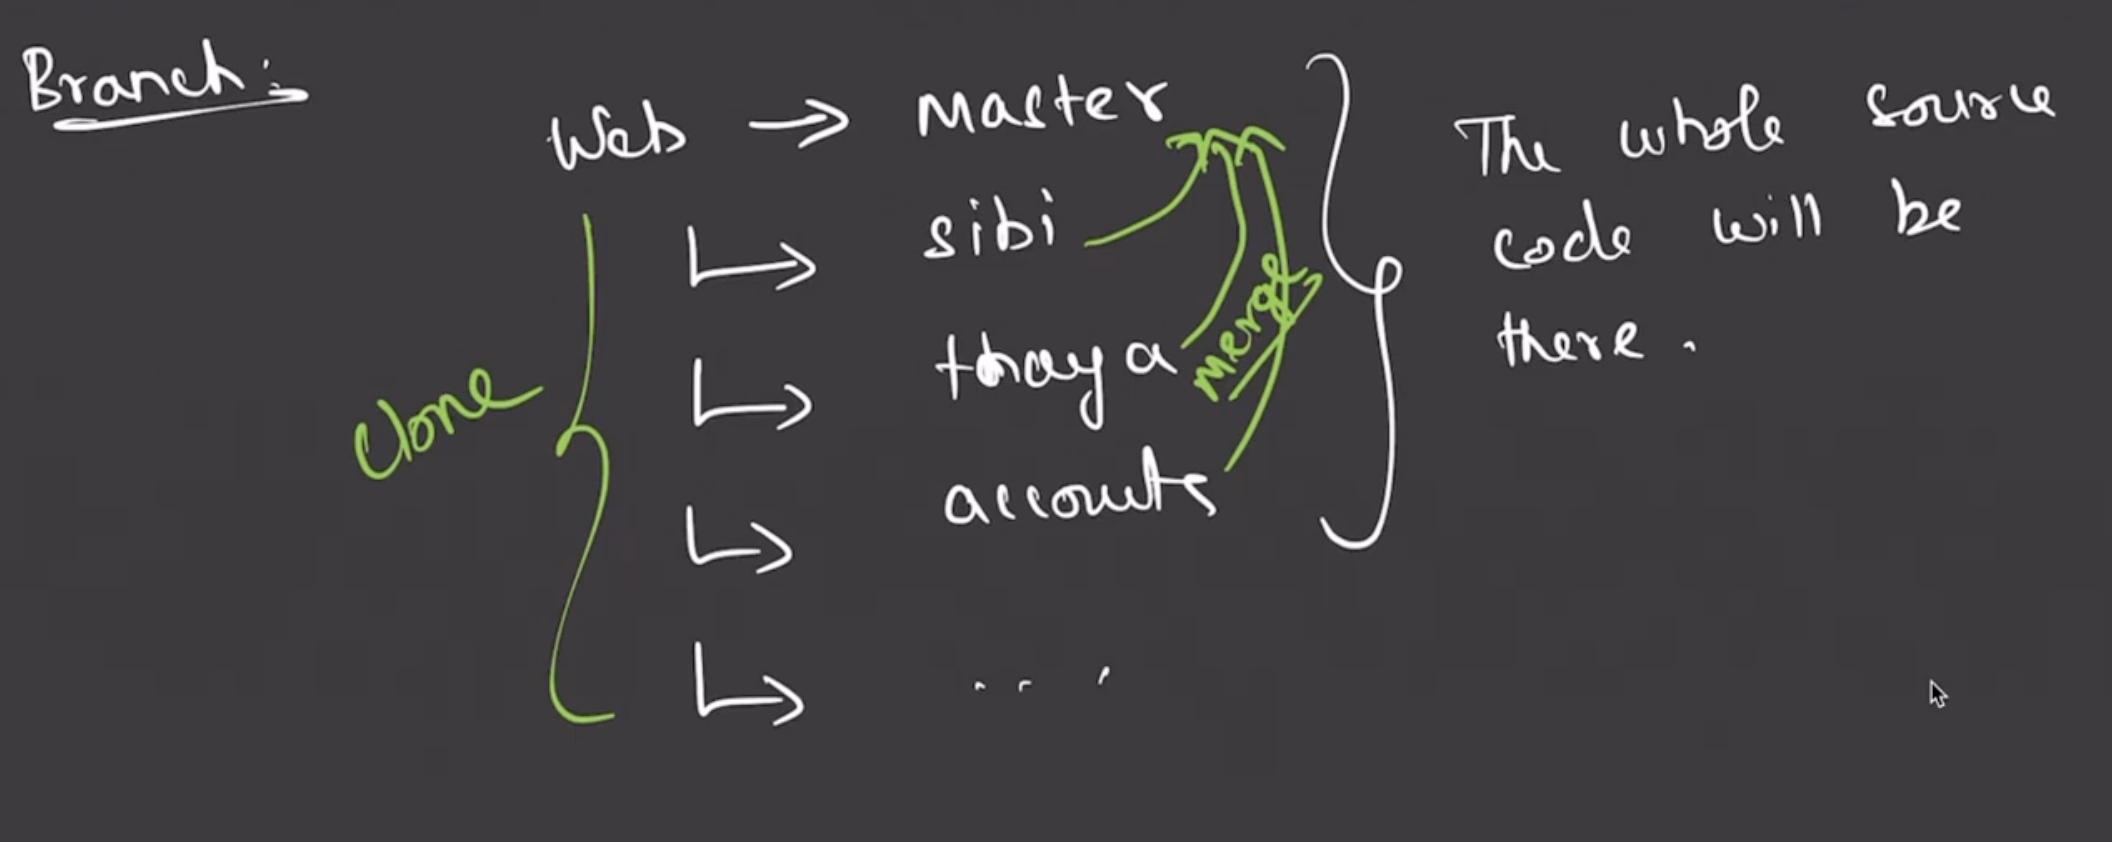 Branch:
Web → Master
↳ sibi
↳ thaya
↳ accounts
↳ ...
clone
Merge
The whole source
code will be
there.